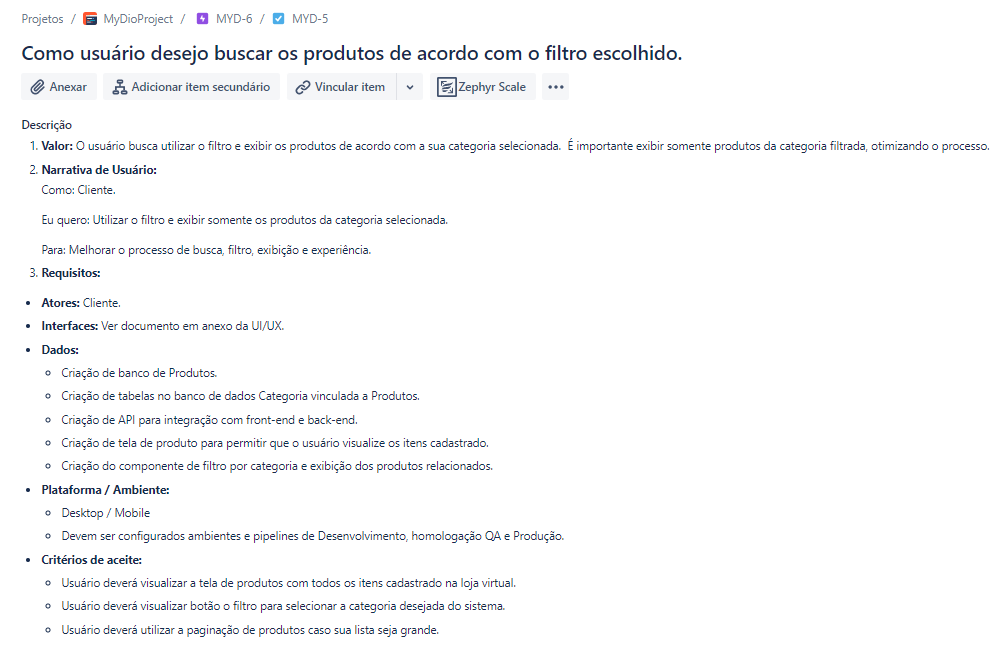 Projetos / MyDioProject / MYD-6 / MYD-5
Como usuário desejo buscar os produtos de acordo com o filtro escolhido.
Anexar Adicionar item secundário Vincular item Zephyr Scale
Descrição
1. Valor: O usuário busca utilizar o filtro e exibir os produtos de acordo com a sua categoria selecionada. É importante exibir somente produtos da categoria filtrada, otimizando o processo.
2. Narrativa de Usuário:
Como: Cliente.
Eu quero: Utilizar o filtro e exibir somente os produtos da categoria selecionada.
Para: Melhorar o processo de busca, filtro, exibição e experiência.
3. Requisitos:
• Atores: Cliente.
• Interfaces: Ver documento em anexo da UI/UX.
• Dados:
○ Criação de banco de Produtos.
○ Criação de tabelas no banco de dados Categoria vinculada a Produtos.
○ Criação de API para integração com front-end e back-end.
○ Criação de tela de produto para permitir que o usuário visualize os itens cadastrado.
○ Criação do componente de filtro por categoria e exibição dos produtos relacionados.
• Plataforma / Ambiente:
○ Desktop / Mobile
○ Devem ser configurados ambientes e pipelines de Desenvolvimento, homologação QA e Produção.
• Critérios de aceite:
○ Usuário deverá visualizar a tela de produtos com todos os itens cadastrado na loja virtual.
○ Usuário deverá visualizar botão o filtro para selecionar a categoria desejada do sistema.
○ Usuário deverá utilizar a paginação de produtos caso sua lista seja grande.